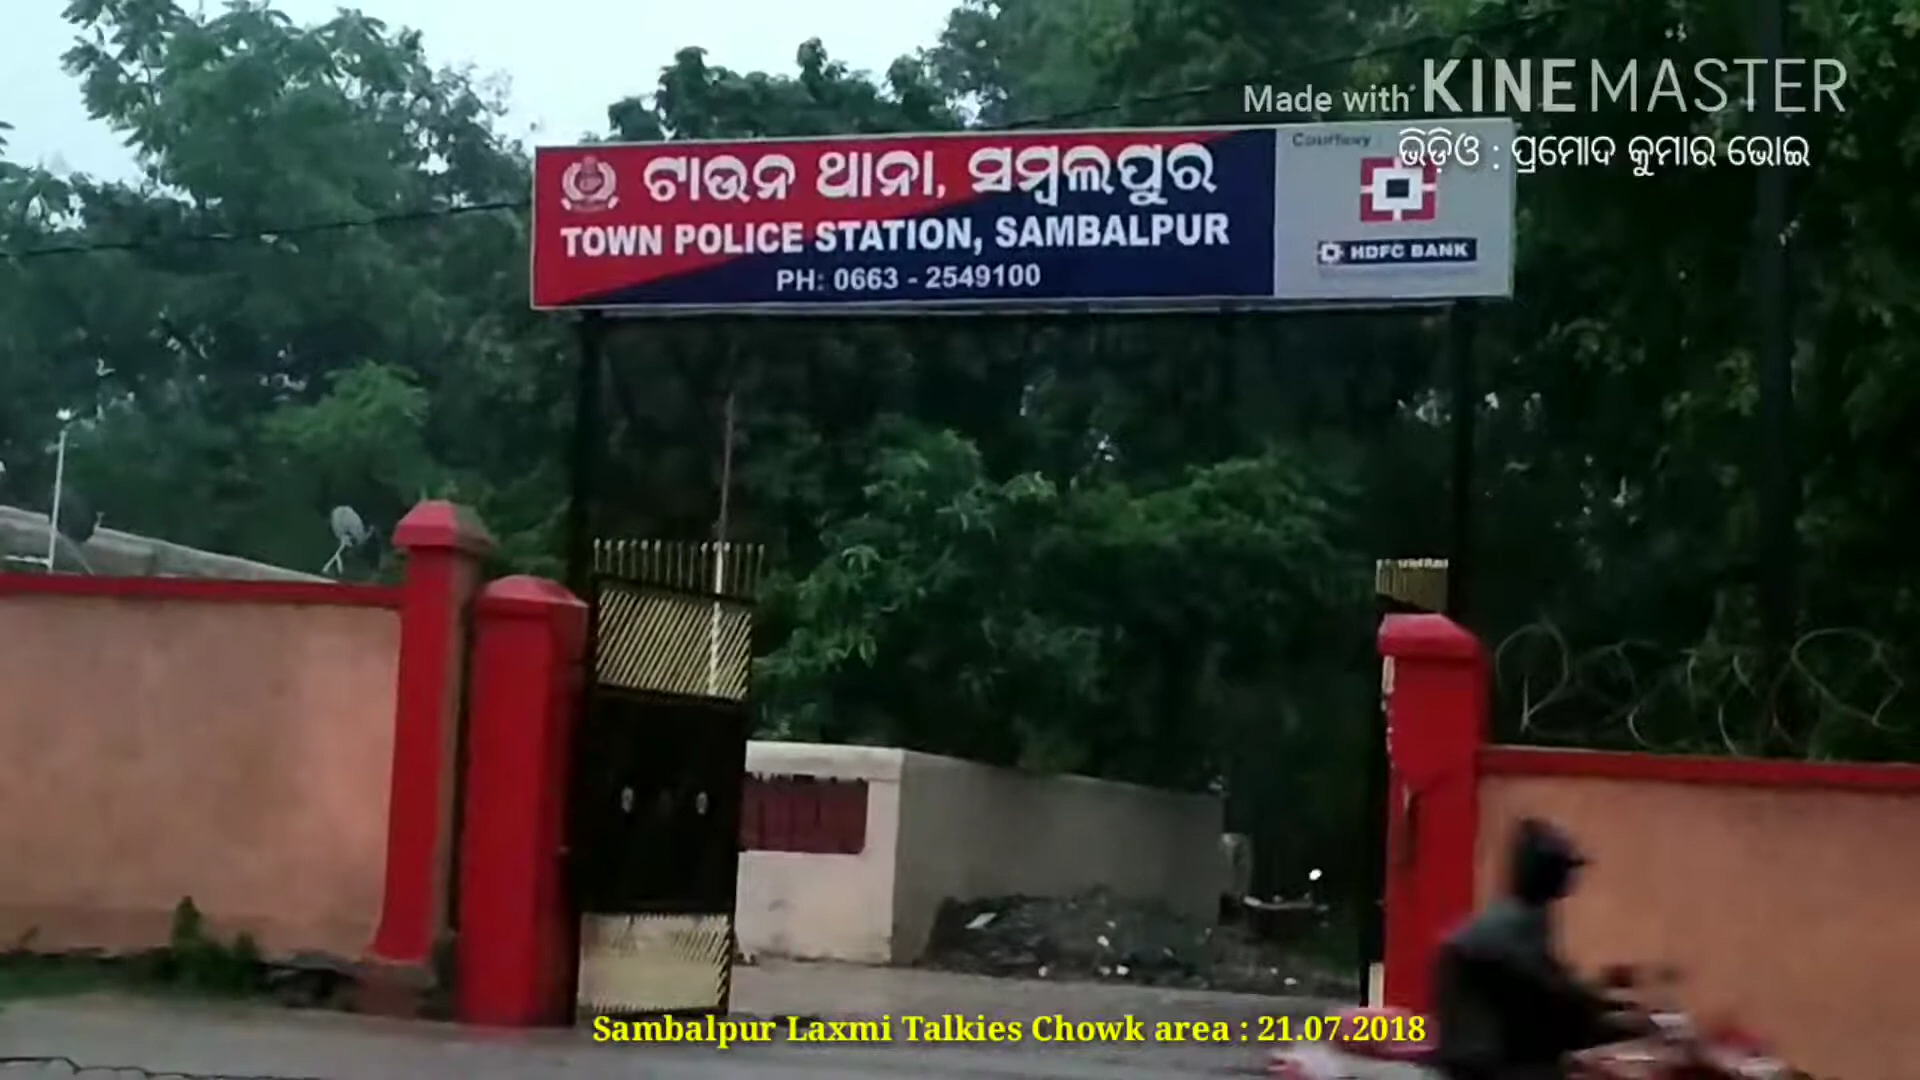 Made with KINEMASTER
ଭିଡ଼ିଓ : ପ୍ରମୋଦ କୁମାର ଭୋଇ
ଟାଉନ ଥାନା, ସମ୍ବଲପୁର
TOWN POLICE STATION, SAMBALPUR
PH: 0663 - 2549100
Courtesy
HDFC BANK
Sambalpur Laxmi Talkies Chowk area : 21.07.2018